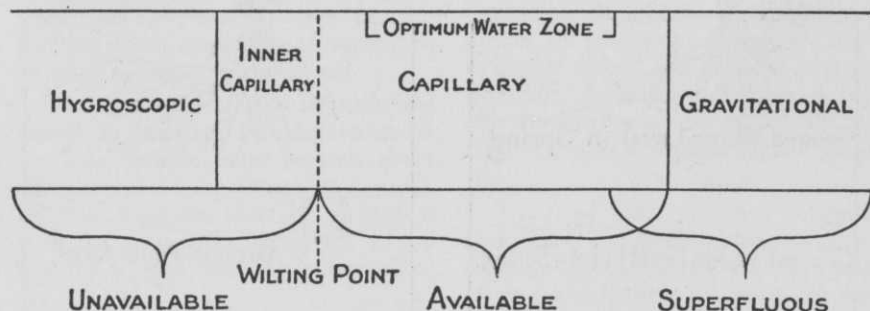 OPTIMUM WATER ZONE
INNER
CAPILLARY
HYGROSCOPIC
CAPILLARY
GRAVITATIONAL
WILTING POINT
UNAVAILABLE
AVAILABLE
SUPERFLUOUS